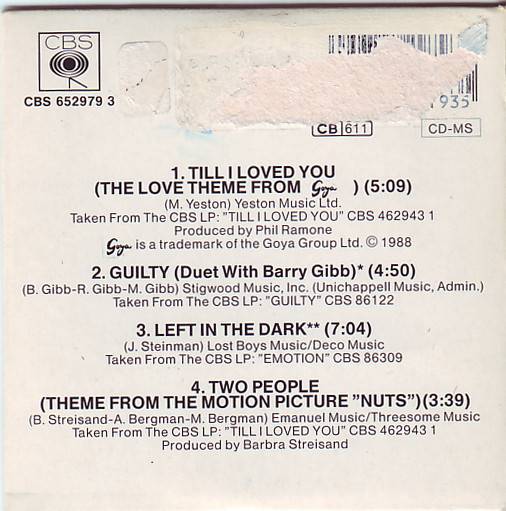 CBS
CBS 652979 3
935
CB 611
CD-MS
1. TILL I LOVED YOU
(THE LOVE THEME FROM Goya ) (5:09)
(M. Yeston) Yeston Music Ltd.
Taken From The CBS LP: "TILL I LOVED YOU" CBS 462943 1
Produced by Phil Ramone
Goya is a trademark of the Goya Group Ltd. © 1988
2. GUILTY (Duet With Barry Gibb)* (4:50)
(B. Gibb-R. Gibb-M. Gibb) Stigwood Music, Inc. (Unichappell Music, Admin.)
Taken From The CBS LP: "GUILTY" CBS 86122
3. LEFT IN THE DARK** (7:04)
(J. Steinman) Lost Boys Music/Deco Music
Taken From The CBS LP: "EMOTION" CBS 86309
4. TWO PEOPLE
(THEME FROM THE MOTION PICTURE "NUTS")(3:39)
(B. Streisand-A. Bergman-M. Bergman) Emanuel Music/Threesome Music
Taken From The CBS LP: "TILL I LOVED YOU" CBS 462943 1
Produced by Barbra Streisand